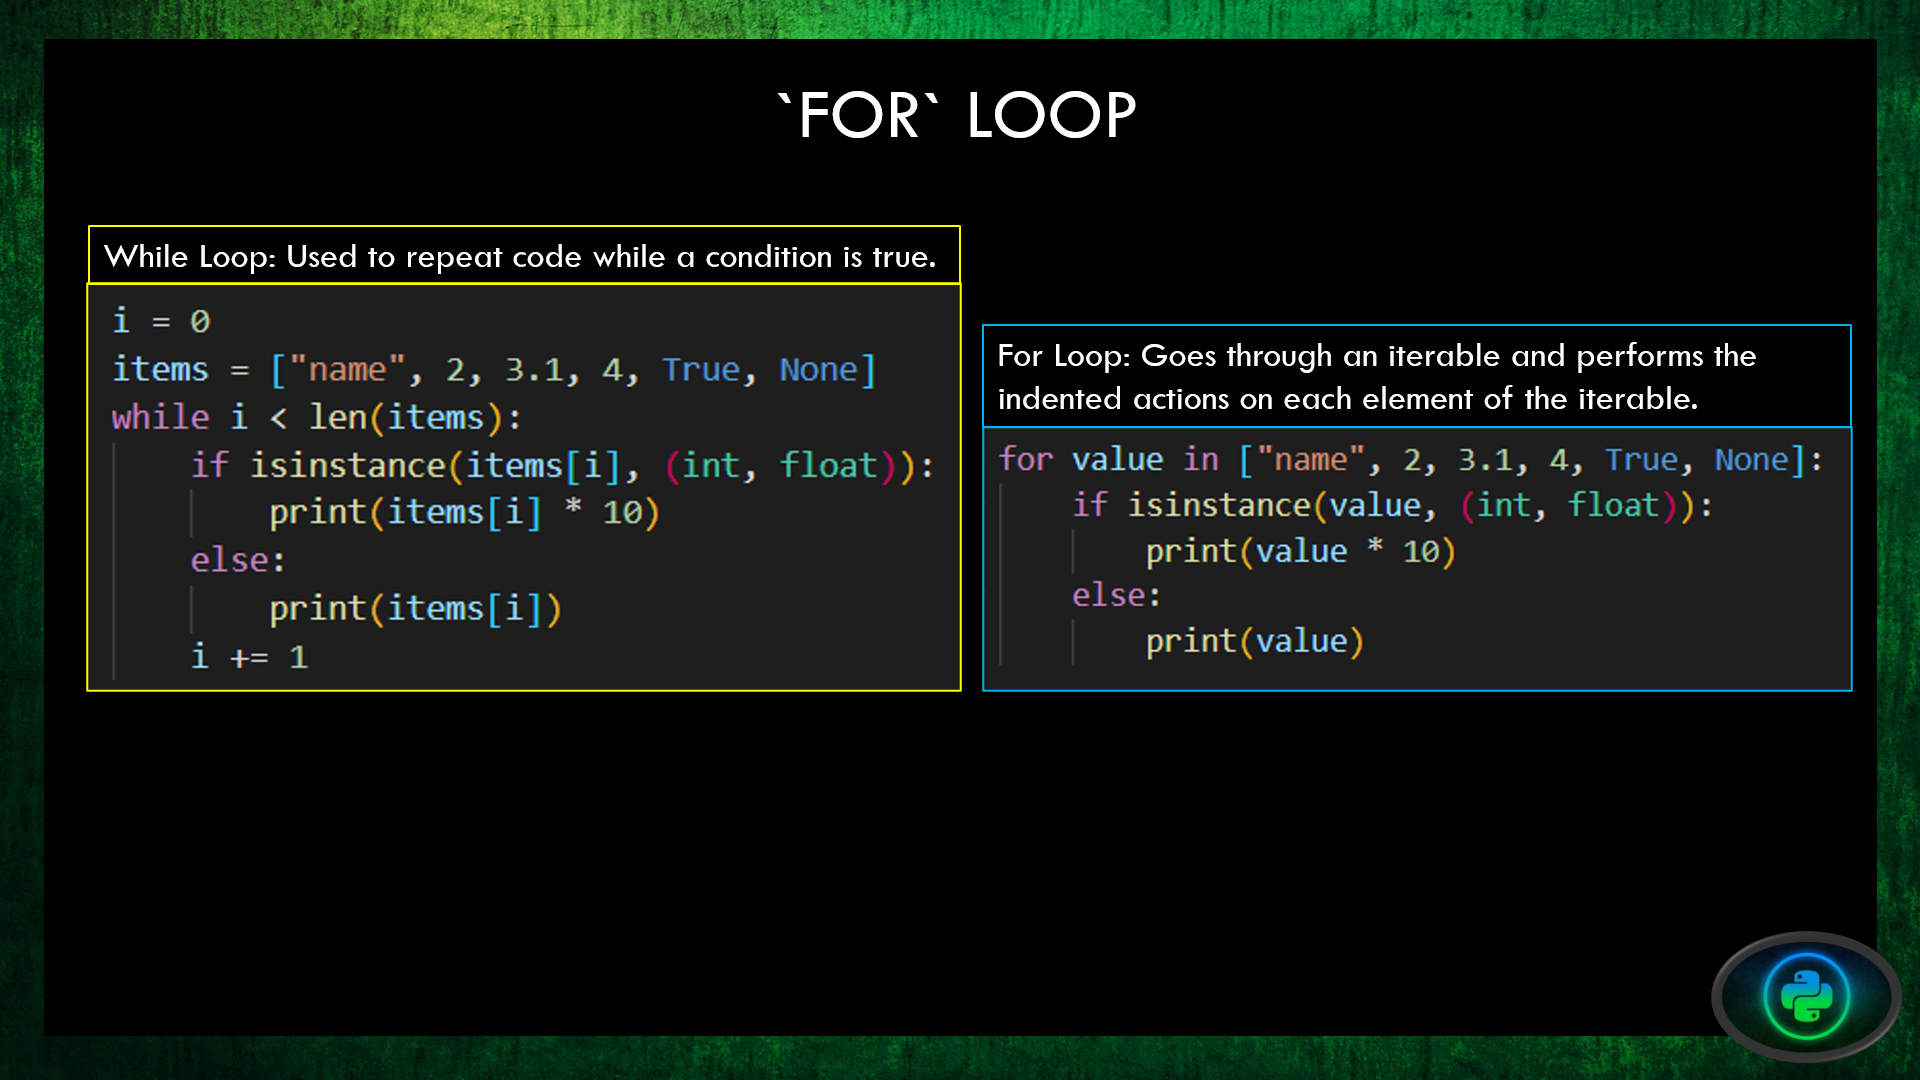 `FOR` LOOP
While Loop: Used to repeat code while a condition is true.
i = 0
items = ["name", 2, 3.1, 4, True, None]
while i < len(items):
    if isinstance(items[i], (int, float)):
        print(items[i] * 10)
    else:
        print(items[i])
    i += 1
For Loop: Goes through an iterable and performs the
indented actions on each element of the iterable.
for value in ["name", 2, 3.1, 4, True, None]:
    if isinstance(value, (int, float)):
        print(value * 10)
    else:
        print(value)